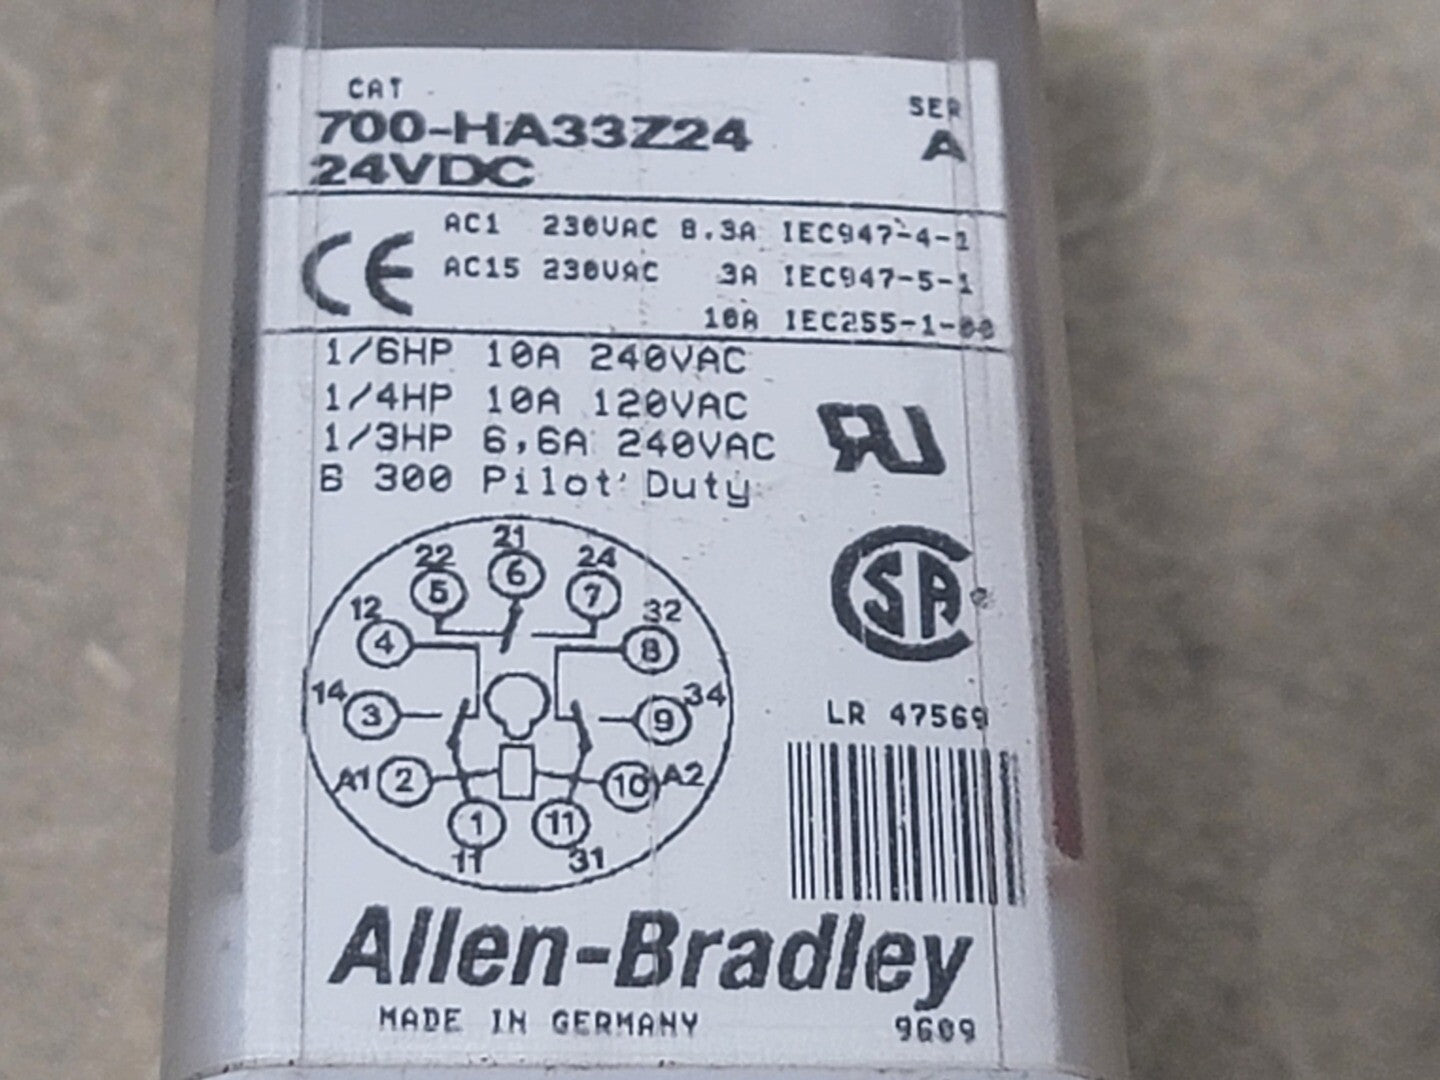 CAT
SER
700-HA33Z24
A
24VDC
CE
AC1 230VAC 8.3A IEC947-4-1
AC15 230VAC 3A IEC947-5-1
10A IEC255-1-00
1/6HP 10A 240VAC
1/4HP 10A 120VAC
1/3HP 6,6A 240VAC
B 300 Pilot Duty
RU
21
22 24
6
5 7
12 32
4 8
14 34
3 9
A1 2 10 A2
1 11
11 31
SA
LR 47569
Allen-Bradley
MADE IN GERMANY
9609